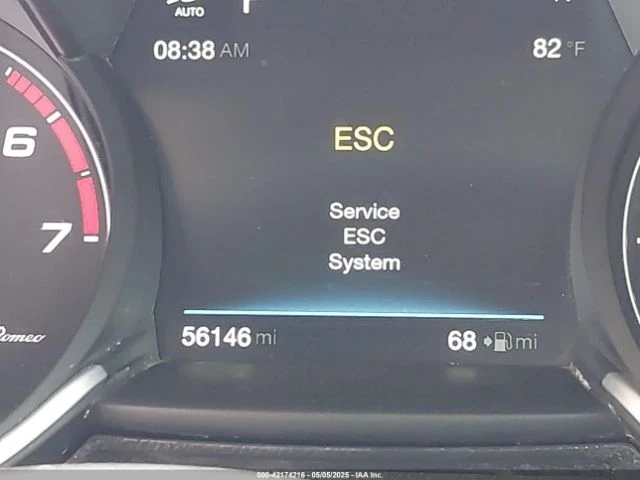 AUTO
08:38 AM
82 °F
ESC
6
7
Service
ESC
System
Romeo
56146 mi
68 mi
000-42174216 - 05/05/2025 - IAA Inc.